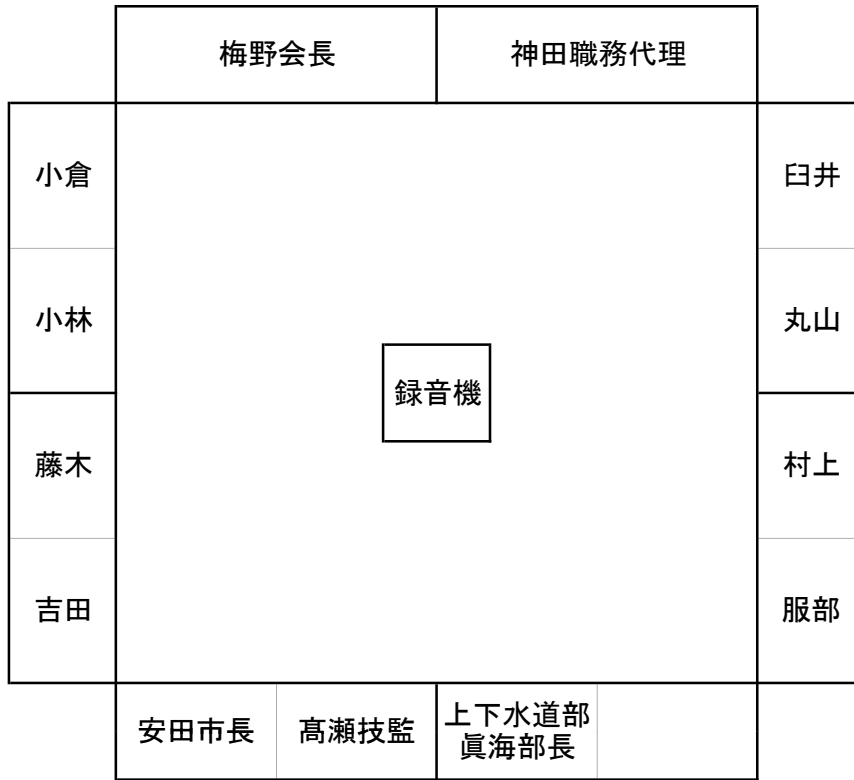 梅野会長
神田職務代理
小倉
臼井
小林
丸山
録音機
藤木
村上
吉田
服部
安田市長
髙瀬技監
上下水道部
眞海部長